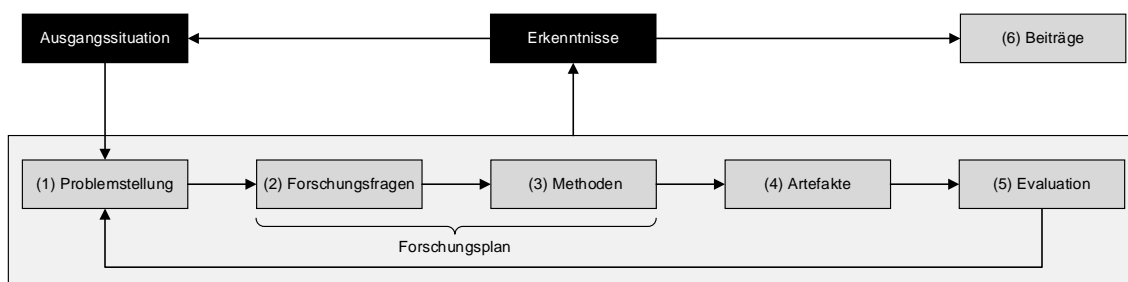 Ausgangssituation
Erkenntnisse
(6) Beiträge
(1) Problemstellung
(2) Forschungsfragen
(3) Methoden
(4) Artefakte
(5) Evaluation
Forschungsplan